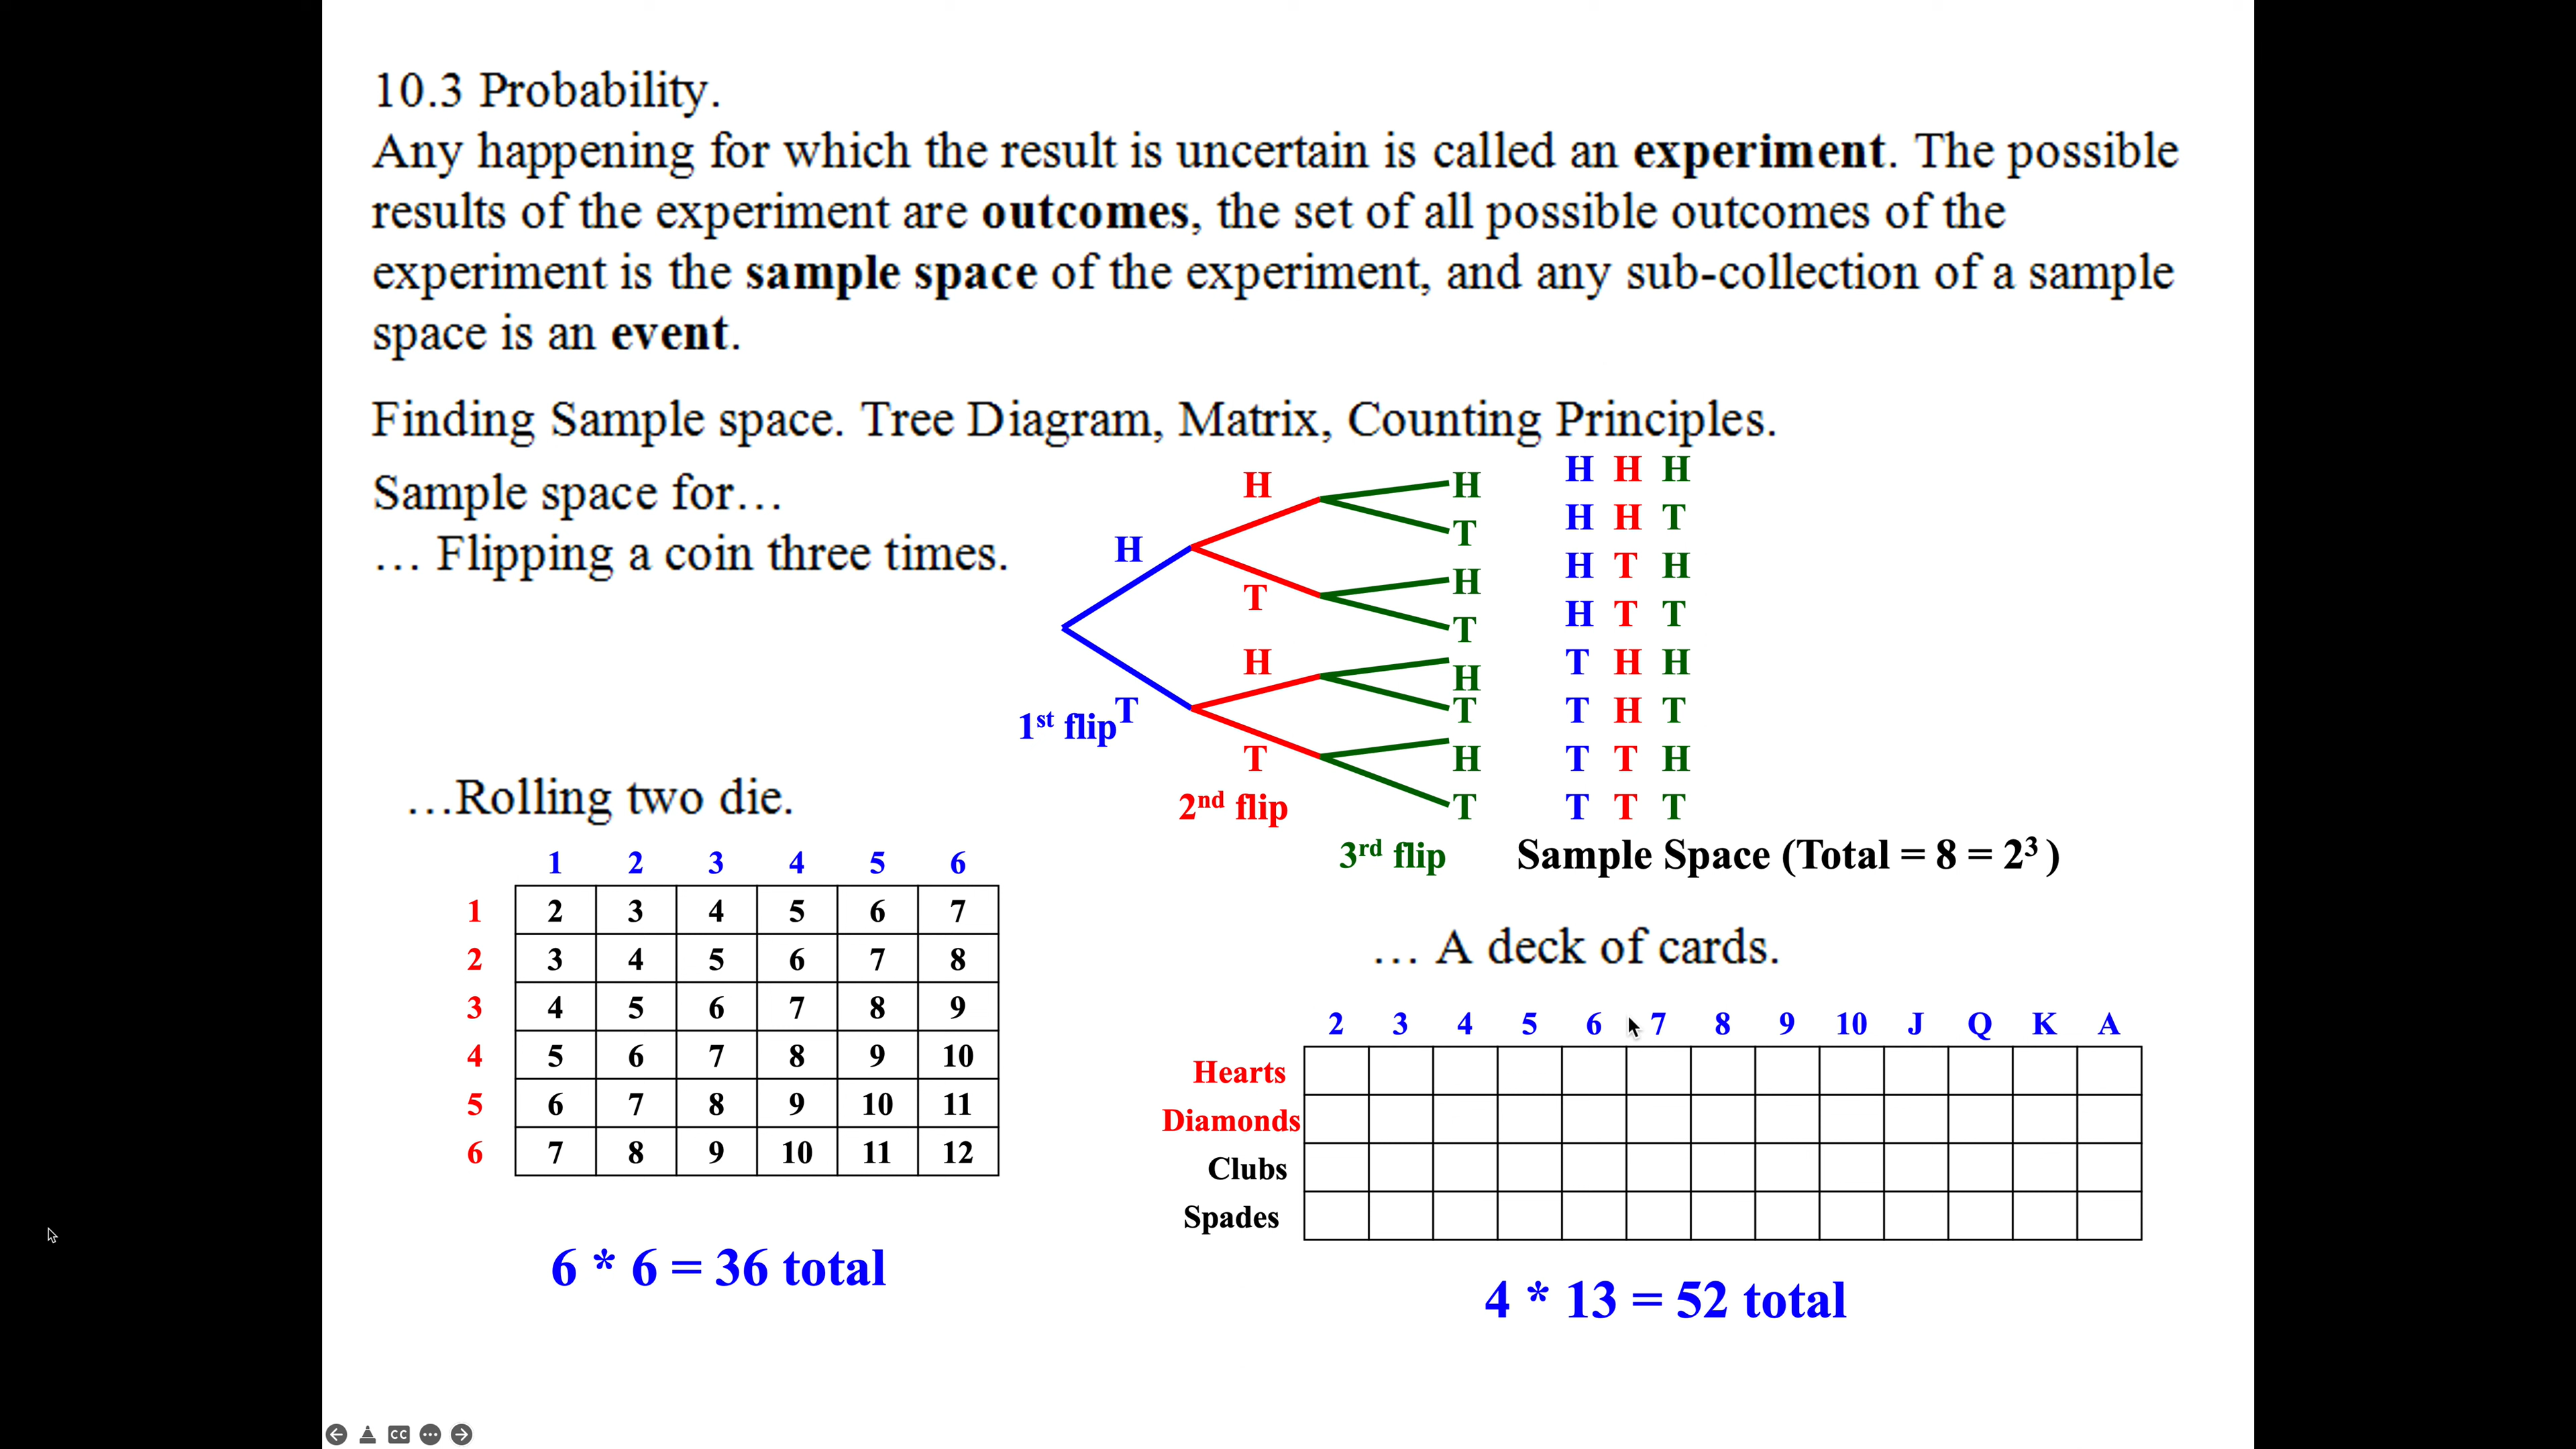 10.3 Probability.
Any happening for which the result is uncertain is called an experiment. The possible
results of the experiment are outcomes, the set of all possible outcomes of the
experiment is the sample space of the experiment, and any sub-collection of a sample
space is an event.
Finding Sample space. Tree Diagram, Matrix, Counting Principles.
Sample space for…
… Flipping a coin three times.
H
T
1st flip
H
T
H
T
2nd flip
H
T
H
T
H
T
H
T
3rd flip
H H H
H H T
H T H
H T T
T H H
T H T
T T H
T T T
Sample Space (Total = 8 = 2³ )
…Rolling two die.
1 2 3 4 5 6
1 2 3 4 5 6 7
2 3 4 5 6 7 8
3 4 5 6 7 8 9
4 5 6 7 8 9 10
5 6 7 8 9 10 11
6 7 8 9 10 11 12
6 * 6 = 36 total
… A deck of cards.
2 3 4 5 6 7 8 9 10 J Q K A
Hearts
Diamonds
Clubs
Spades
4 * 13 = 52 total
CC